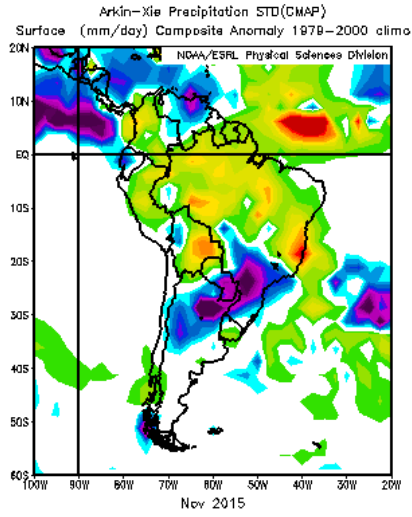 Arkin-Xie Precipitation STD(CMAP)
Surface (mm/day) Composite Anomaly 1979-2000 climo
NOAA/ESRL Physical Sciences Division
20N
10N
EQ
10S
20S
30S
40S
50S
60S
100W 90W 80W 70W 60W 50W 40W 30W 20W
Nov 2015